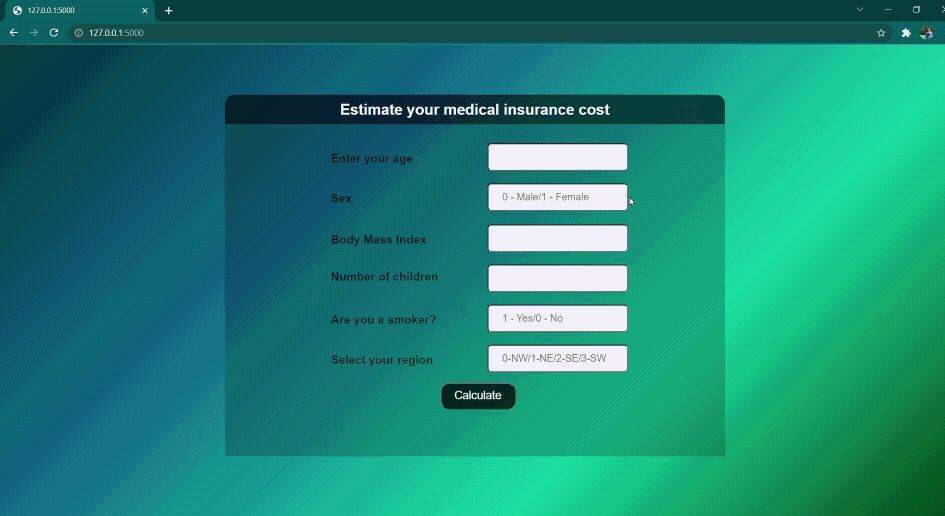 127.0.0.1:5000
127.0.0.1:5000
Estimate your medical insurance cost
Enter your age
Sex 0 - Male/1 - Female
Body Mass Index
Number of children
Are you a smoker? 1 - Yes/0 - No
Select your region 0-NW/1-NE/2-SE/3-SW
Calculate